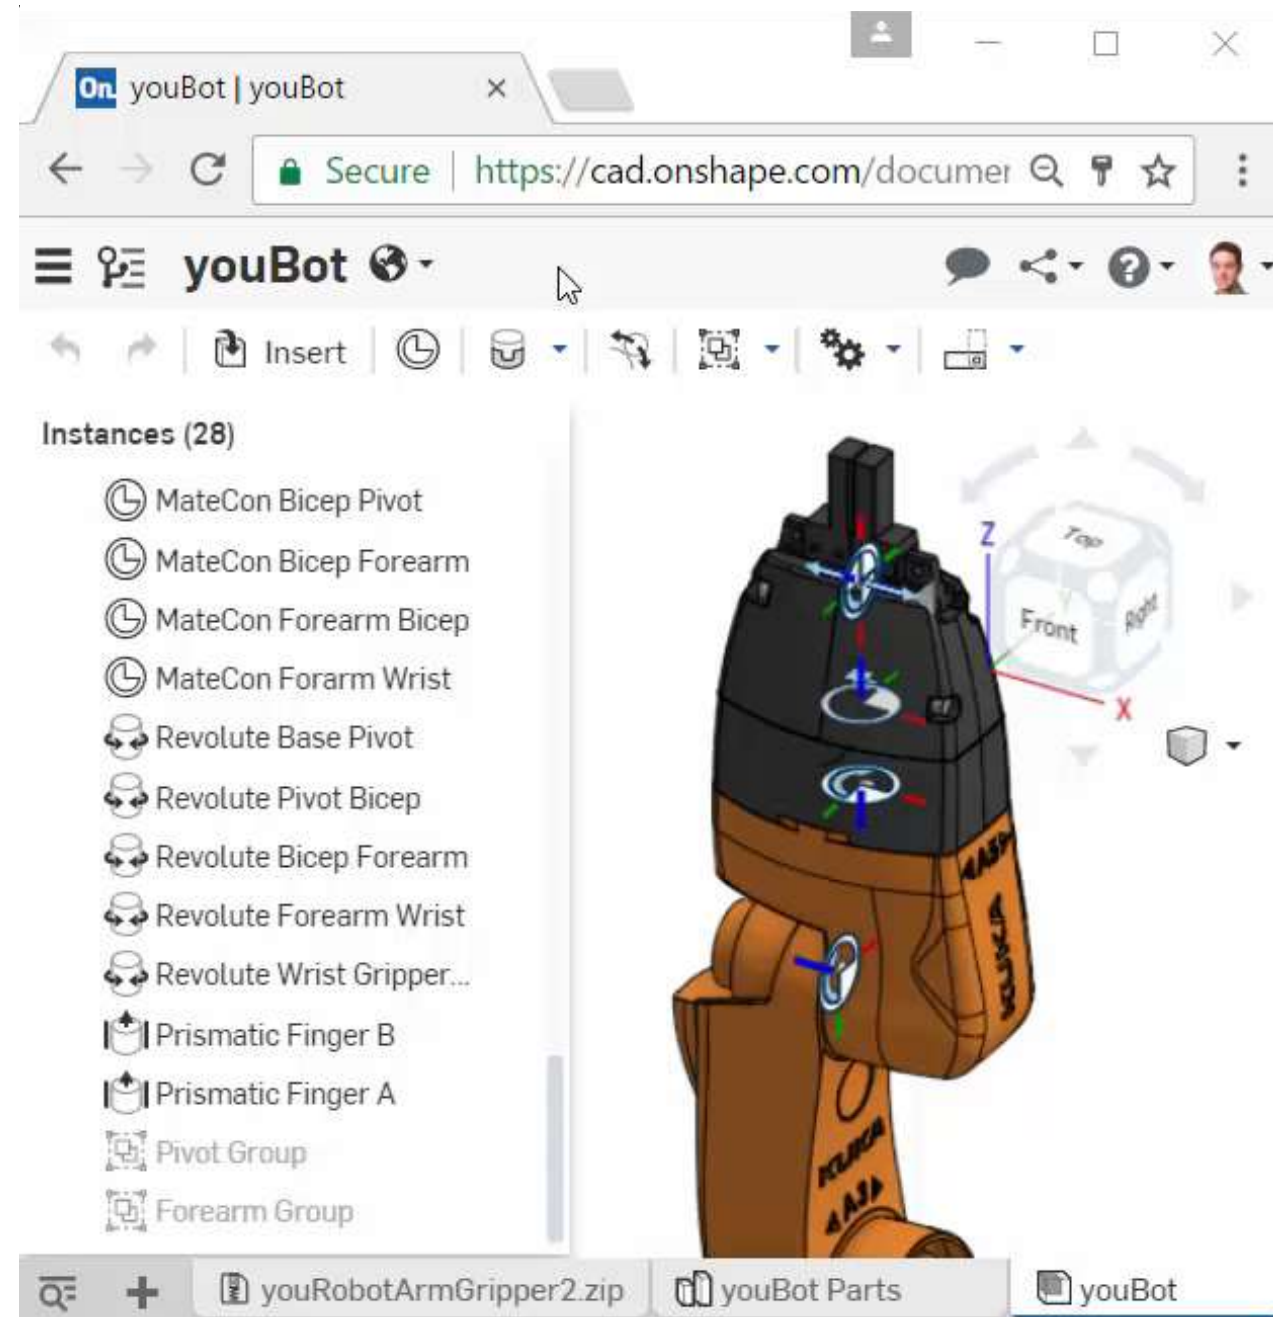 On youBot | youBot
Secure | https://cad.onshape.com/documer
youBot
Insert
Instances (28)
MateCon Bicep Pivot
MateCon Bicep Forearm
MateCon Forearm Bicep
MateCon Forarm Wrist
Revolute Base Pivot
Revolute Pivot Bicep
Revolute Bicep Forearm
Revolute Forearm Wrist
Revolute Wrist Gripper...
Prismatic Finger B
Prismatic Finger A
Pivot Group
Forearm Group
Z
Top
Front
Right
X
A3
KUKA
KUKA
A3
youRobotArmGripper2.zip
youBot Parts
youBot